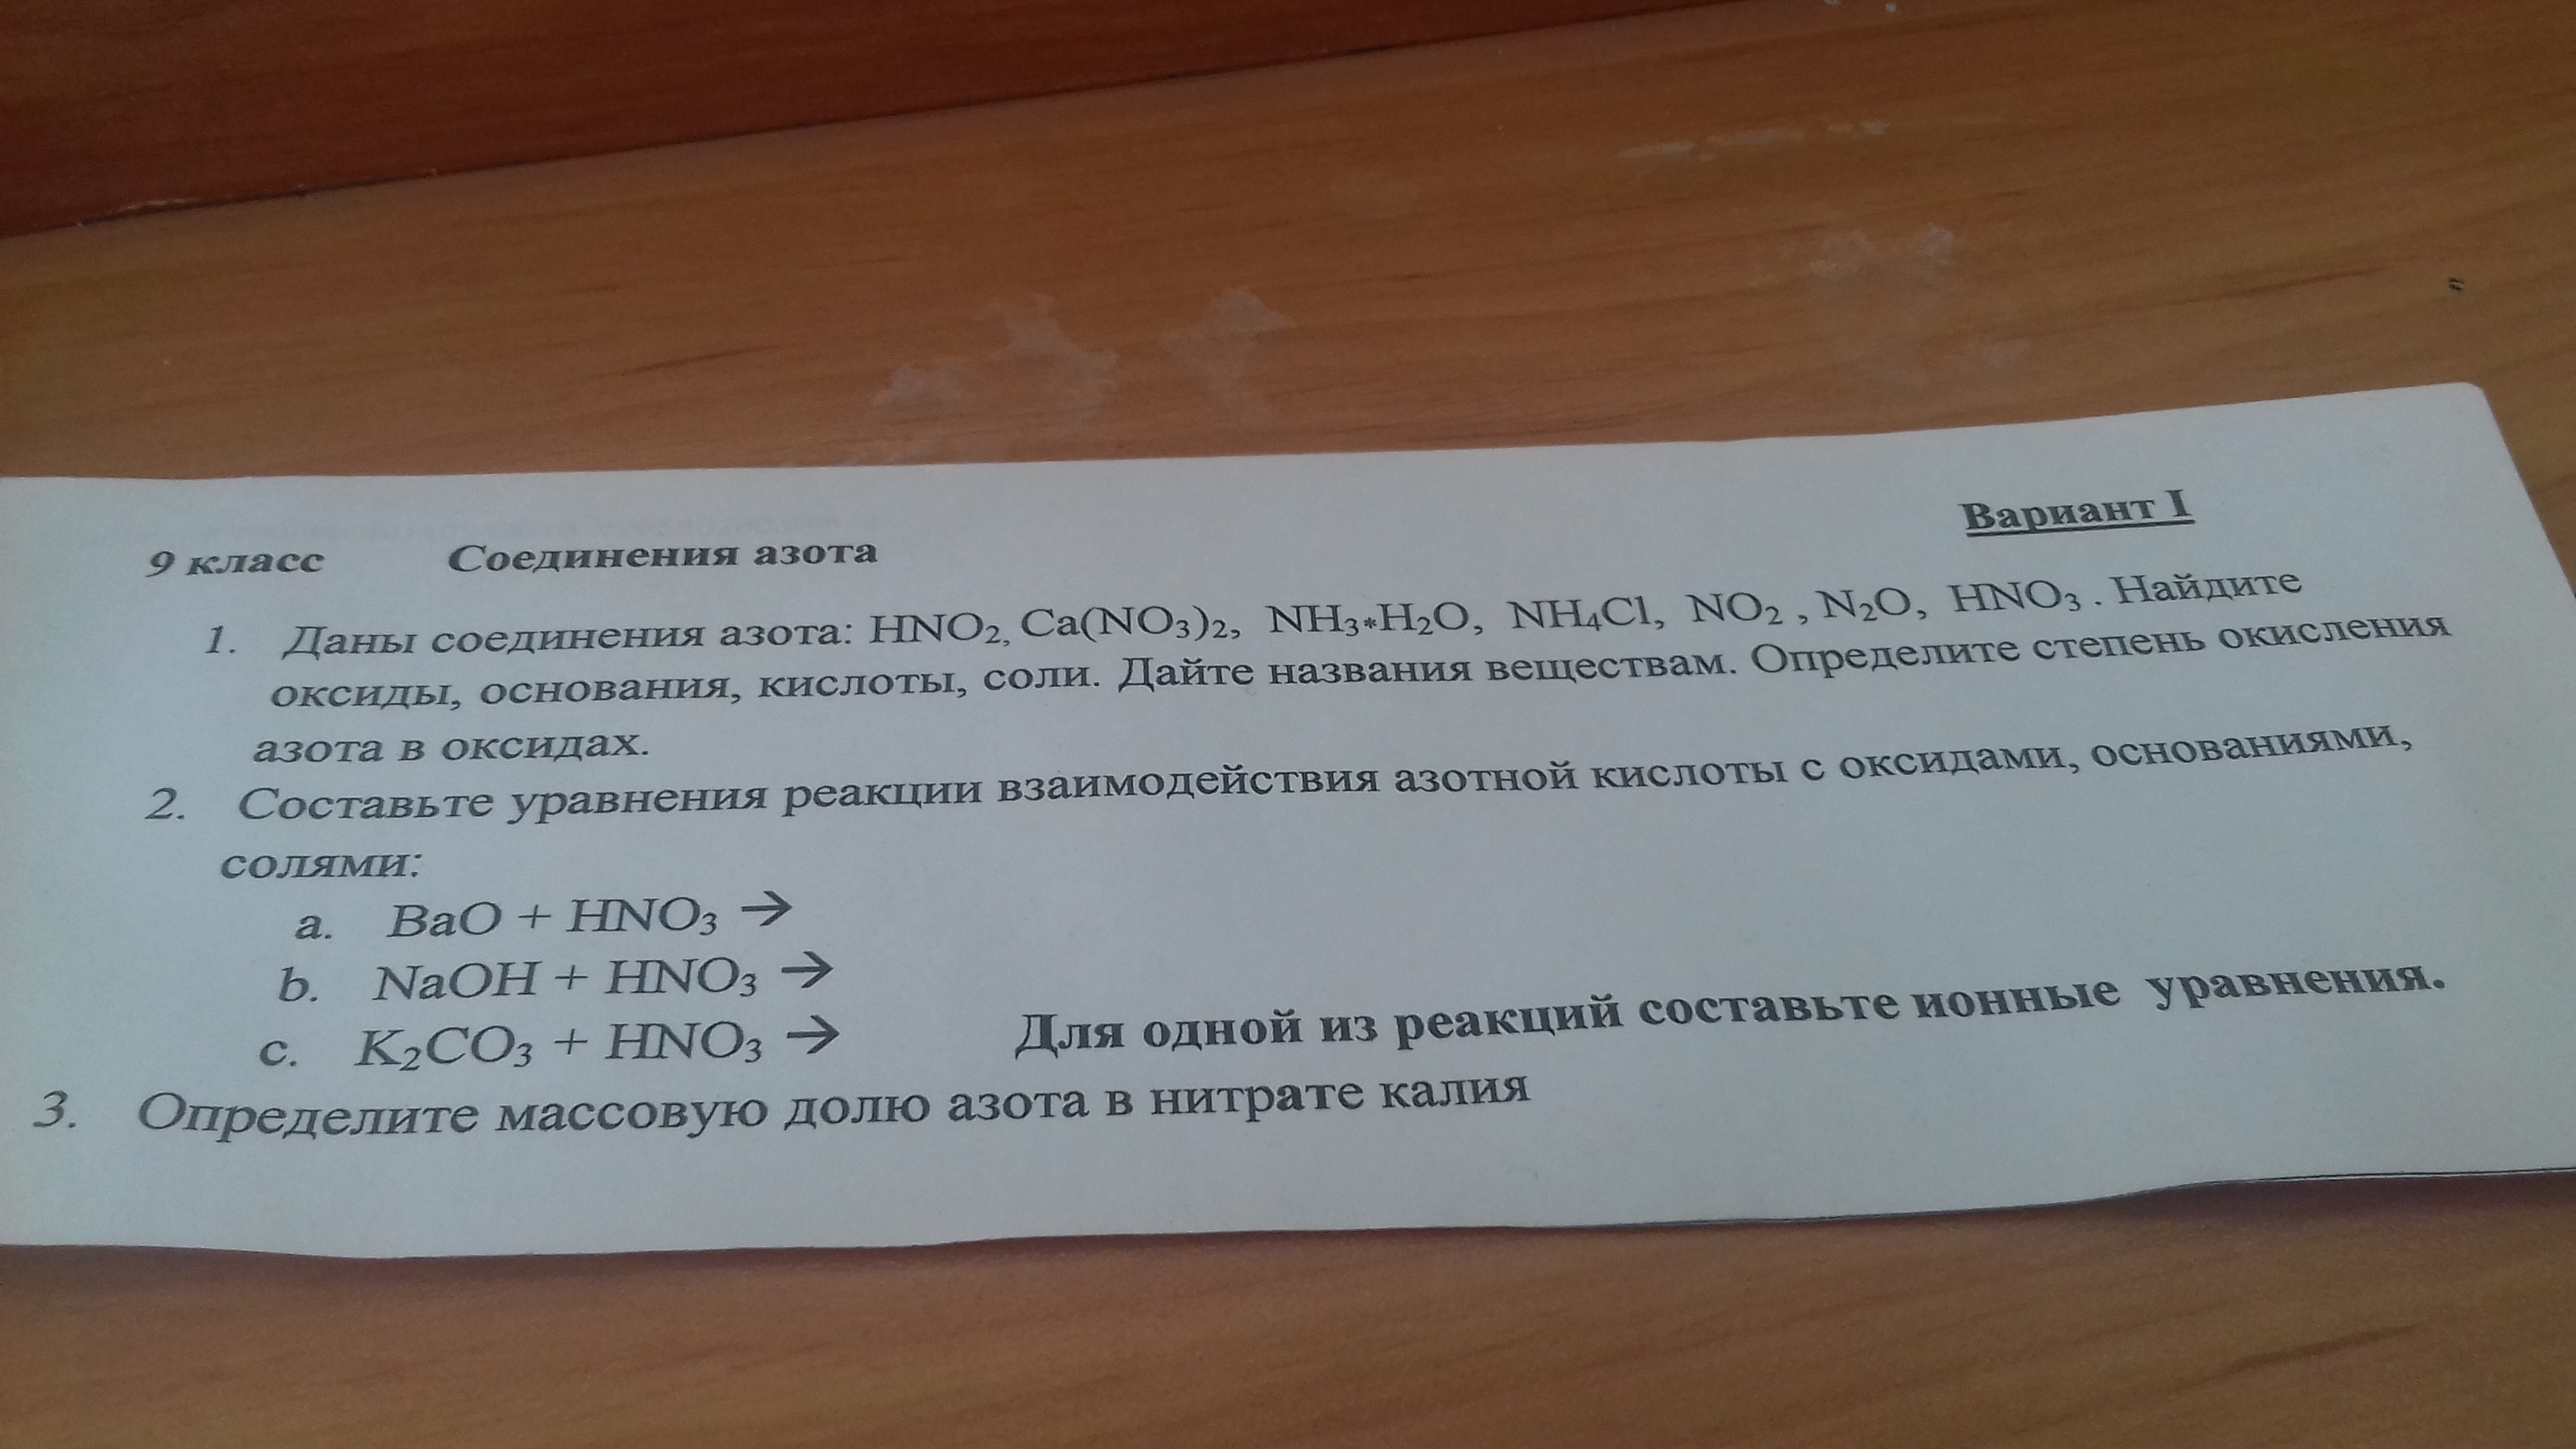 Вариант I
9 класс Соединения азота
1. Даны соединения азота: HNO₂, Ca(NO₃)₂, NH₃*H₂O, NH₄Cl, NO₂ , N₂O, HNO₃ . Найдите
оксиды, основания, кислоты, соли. Дайте названия веществам. Определите степень окисления
азота в оксидах.
2. Составьте уравнения реакции взаимодействия азотной кислоты с оксидами, основаниями,
солями:
a. BaO + HNO₃ →
b. NaOH + HNO₃ →
c. K₂CO₃ + HNO₃ → Для одной из реакций составьте ионные уравнения.
3. Определите массовую долю азота в нитрате калия